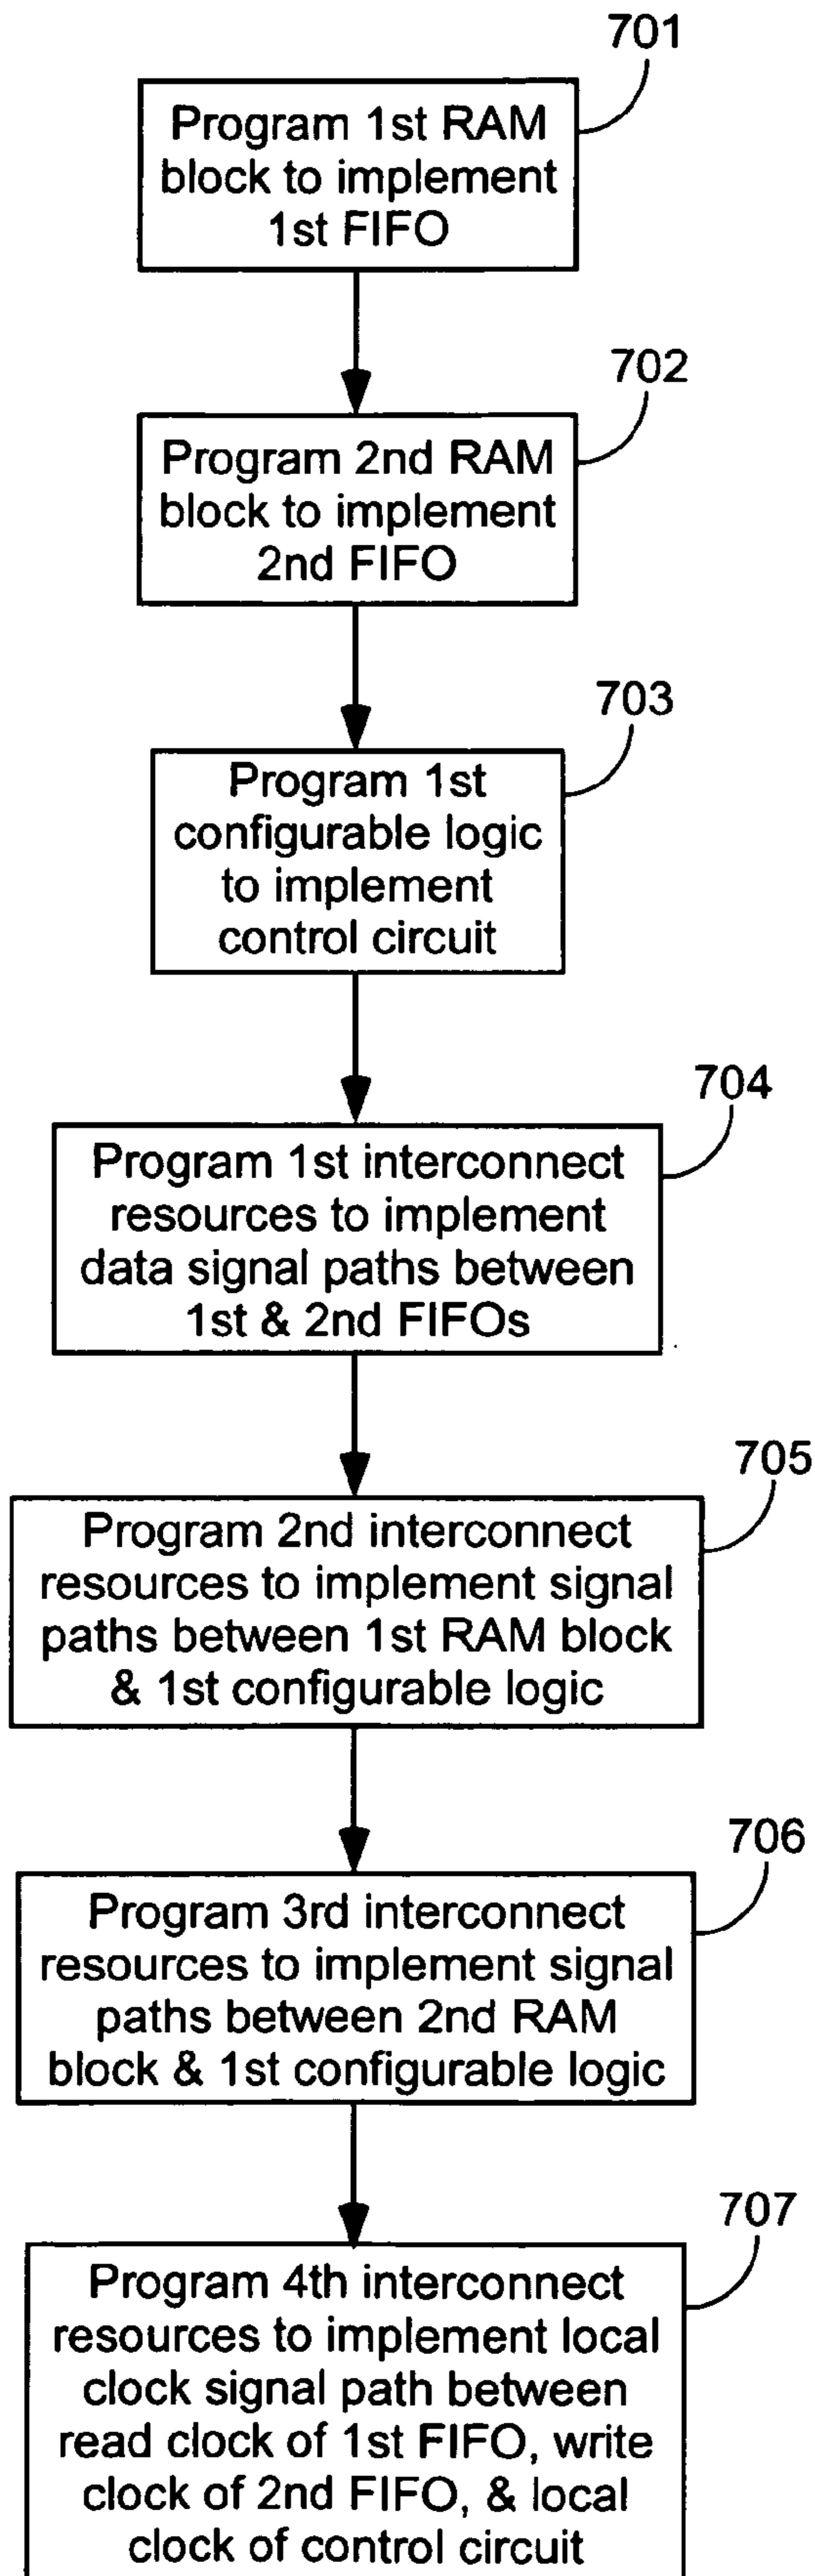 701
Program 1st RAM
block to implement
1st FIFO
702
Program 2nd RAM
block to implement
2nd FIFO
703
Program 1st
configurable logic
to implement
control circuit
704
Program 1st interconnect
resources to implement
data signal paths between
1st & 2nd FIFOs
705
Program 2nd interconnect
resources to implement signal
paths between 1st RAM block
& 1st configurable logic
706
Program 3rd interconnect
resources to implement signal
paths between 2nd RAM
block & 1st configurable logic
707
Program 4th interconnect
resources to implement local
clock signal path between
read clock of 1st FIFO, write
clock of 2nd FIFO, & local
clock of control circuit